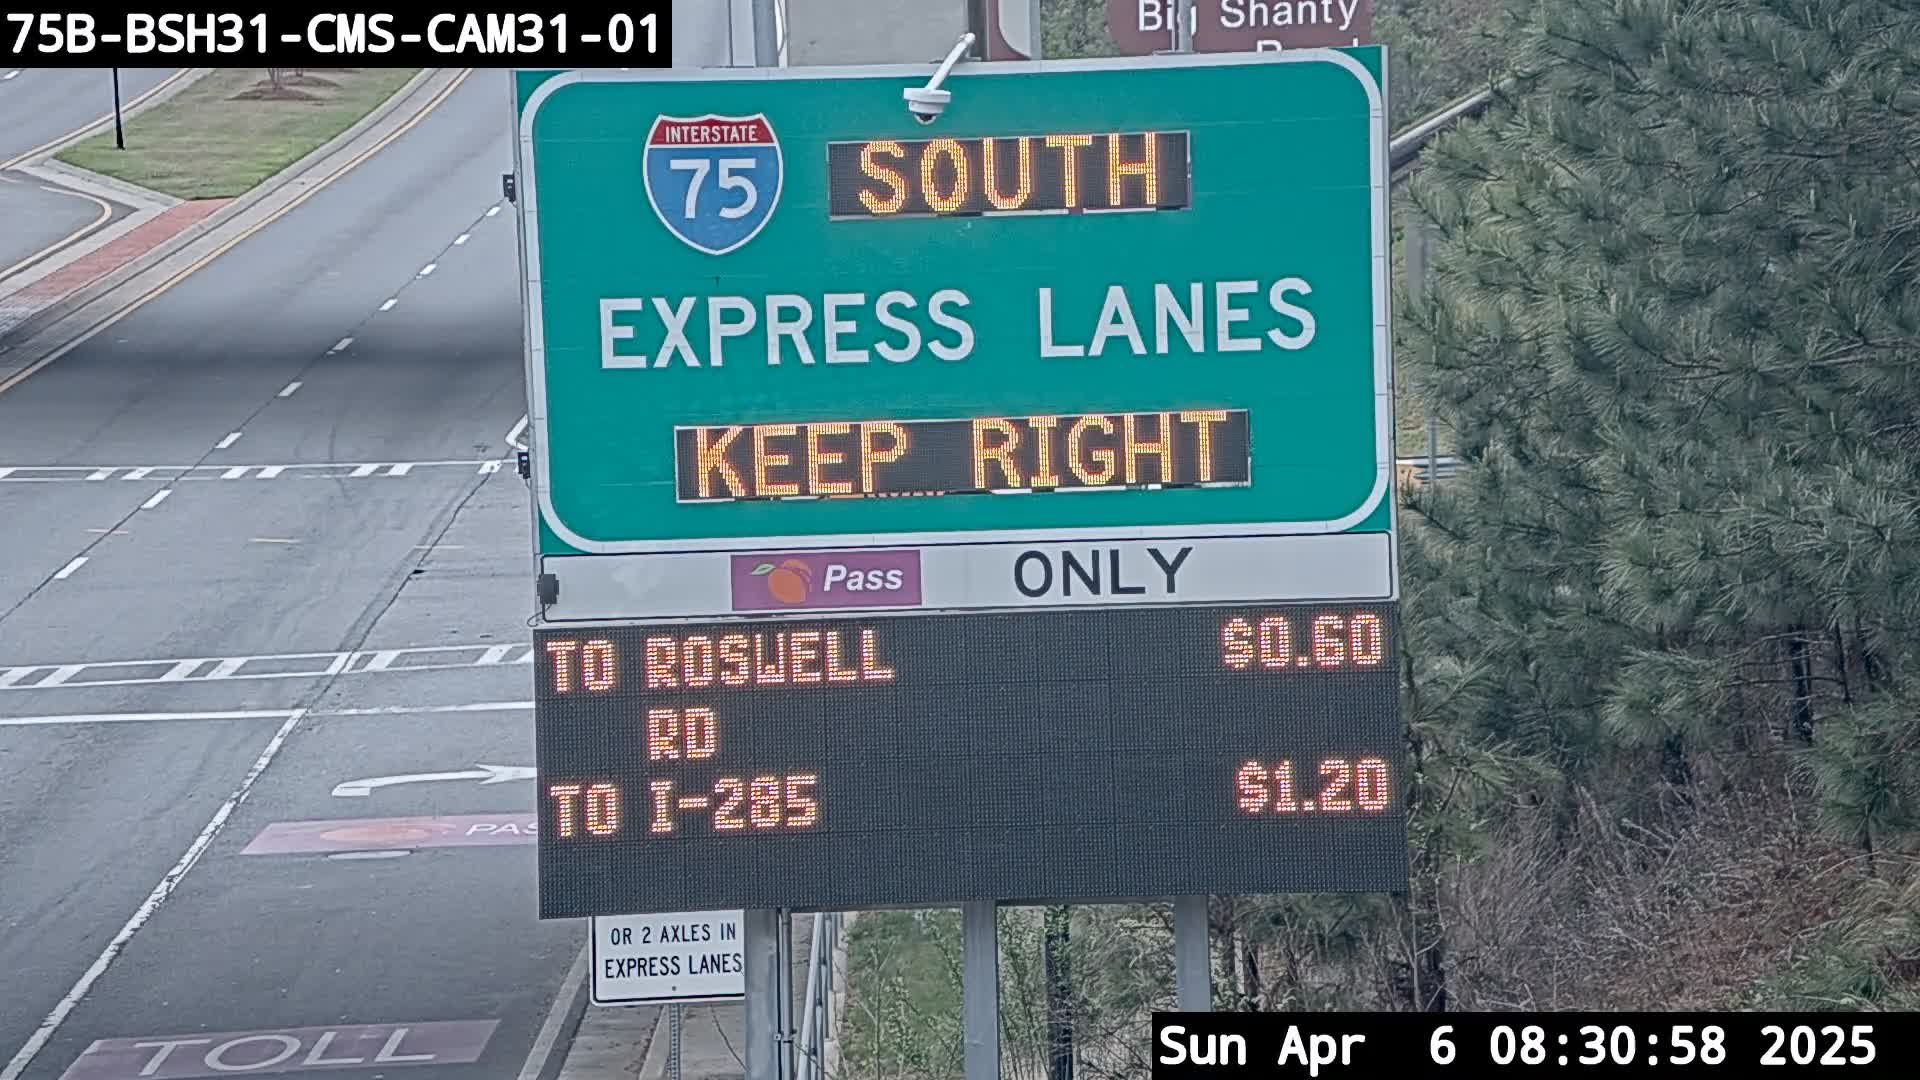 75B-BSH31-CMS-CAM31-01
Big Shanty
INTERSTATE
75
SOUTH
EXPRESS LANES
KEEP RIGHT
Pass ONLY
TO ROSWELL $0.60
RD
TO I-285 $1.20
PAS
OR 2 AXLES IN
EXPRESS LANES
TOLL
Sun Apr 6 08:30:58 2025